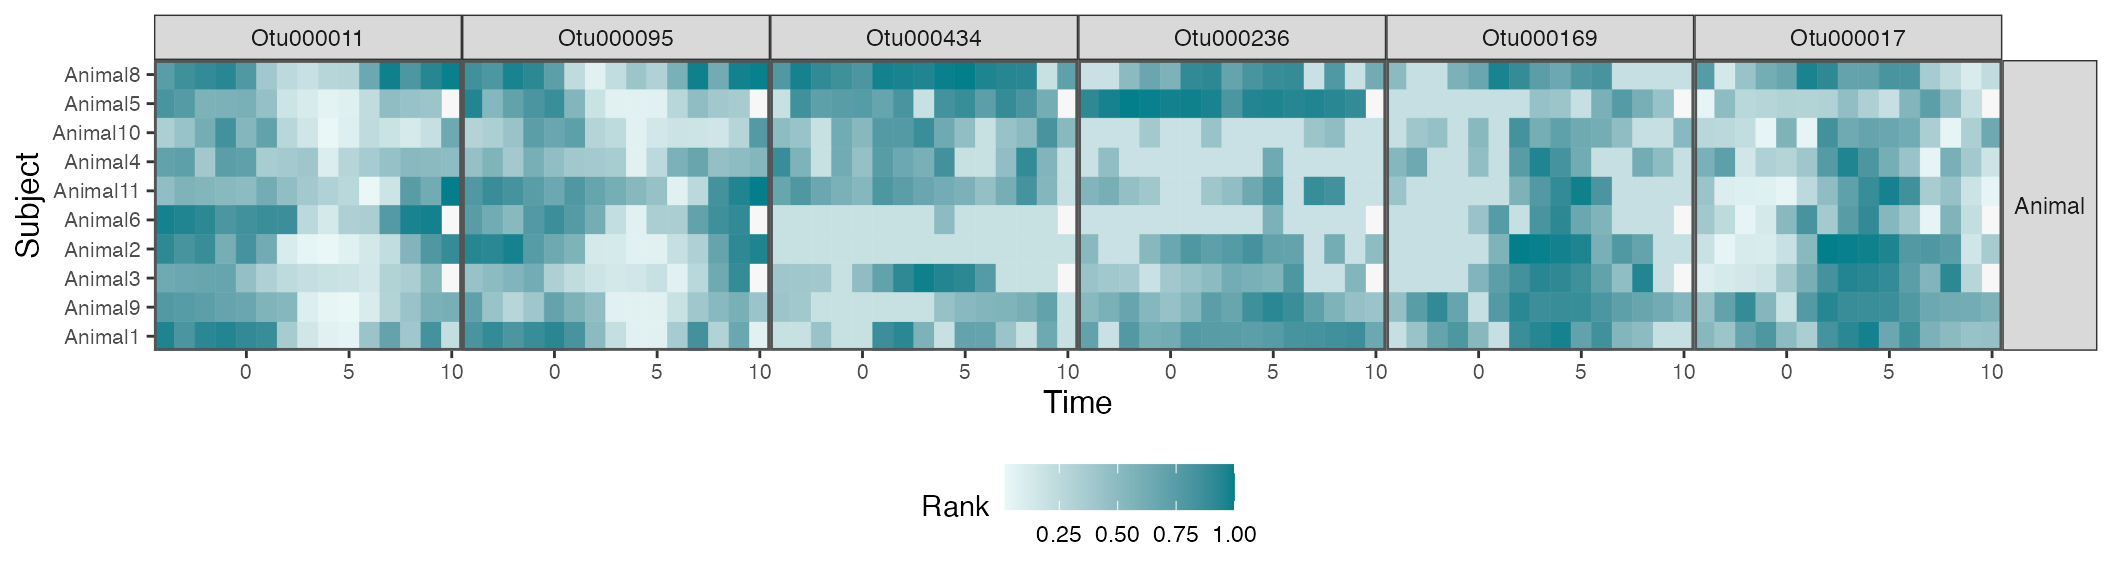 Otu000011 Otu000095 Otu000434 Otu000236 Otu000169 Otu000017
Subject
Animal8
Animal5
Animal10
Animal4
Animal11
Animal6
Animal2
Animal3
Animal9
Animal1
Animal
0 5 10 0 5 10 0 5 10 0 5 10 0 5 10 0 5 10
Time
Rank
0.25 0.50 0.75 1.00